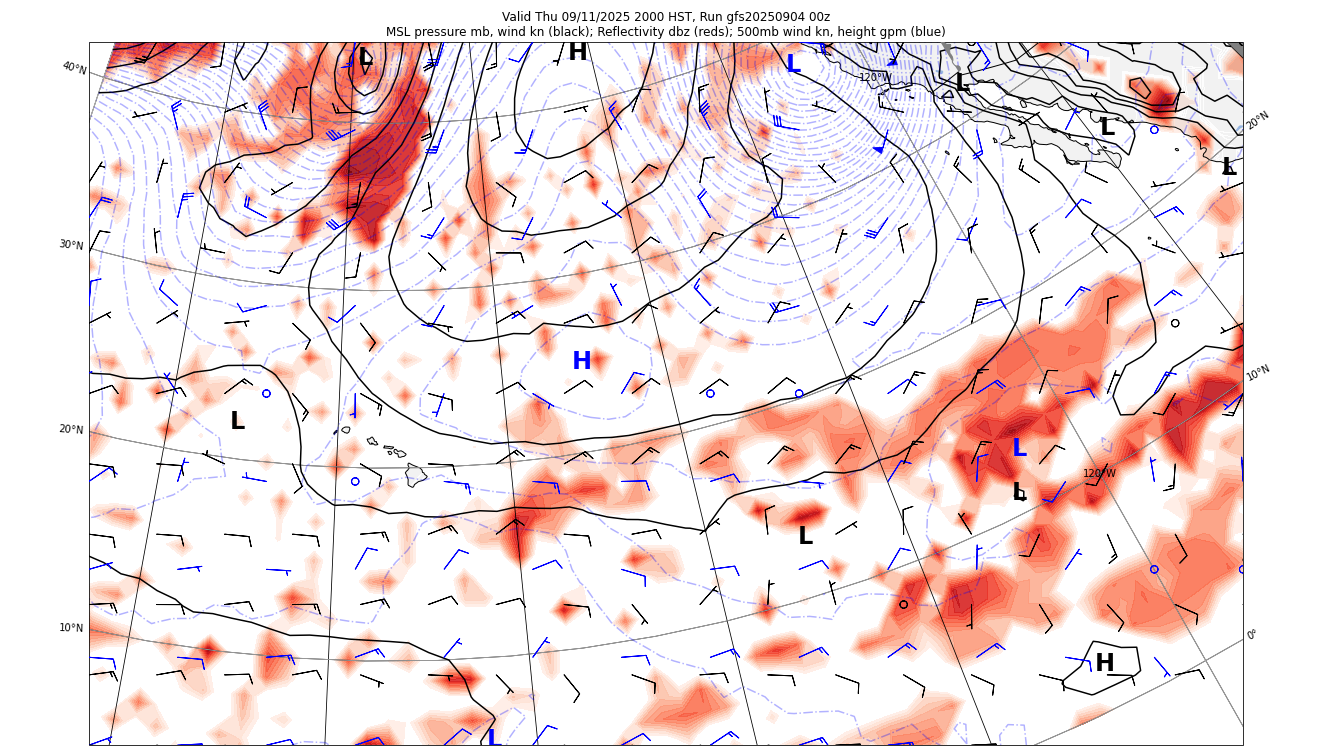 Valid Thu 09/11/2025 2000 HST, Run gfs20250904 00z
MSL pressure mb, wind kn (black); Reflectivity dbz (reds); 500mb wind kn, height gpm (blue)
L
H
L
40°N
120°W
L
20°N
L
L
30°N
H
10°N
L
20°N
L
120°W
L
L
10°N
0°
H
L